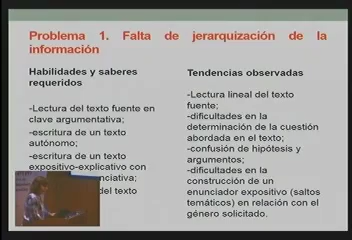 Problema 1. Falta de jerarquización de la
información
Habilidades y saberes
requeridos
-Lectura del texto fuente en
clave argumentativa;
-escritura de un texto
autónomo;
-escritura de un texto
expositivo-explicativo con
enunciativa;
del texto
Tendencias observadas
-Lectura lineal del texto
fuente;
-dificultades en la
determinación de la cuestión
abordada en el texto;
-confusión de hipótesis y
argumentos;
-dificultades en la
construcción de un
enunciador expositivo (saltos
temáticos) en relación con el
género solicitado.